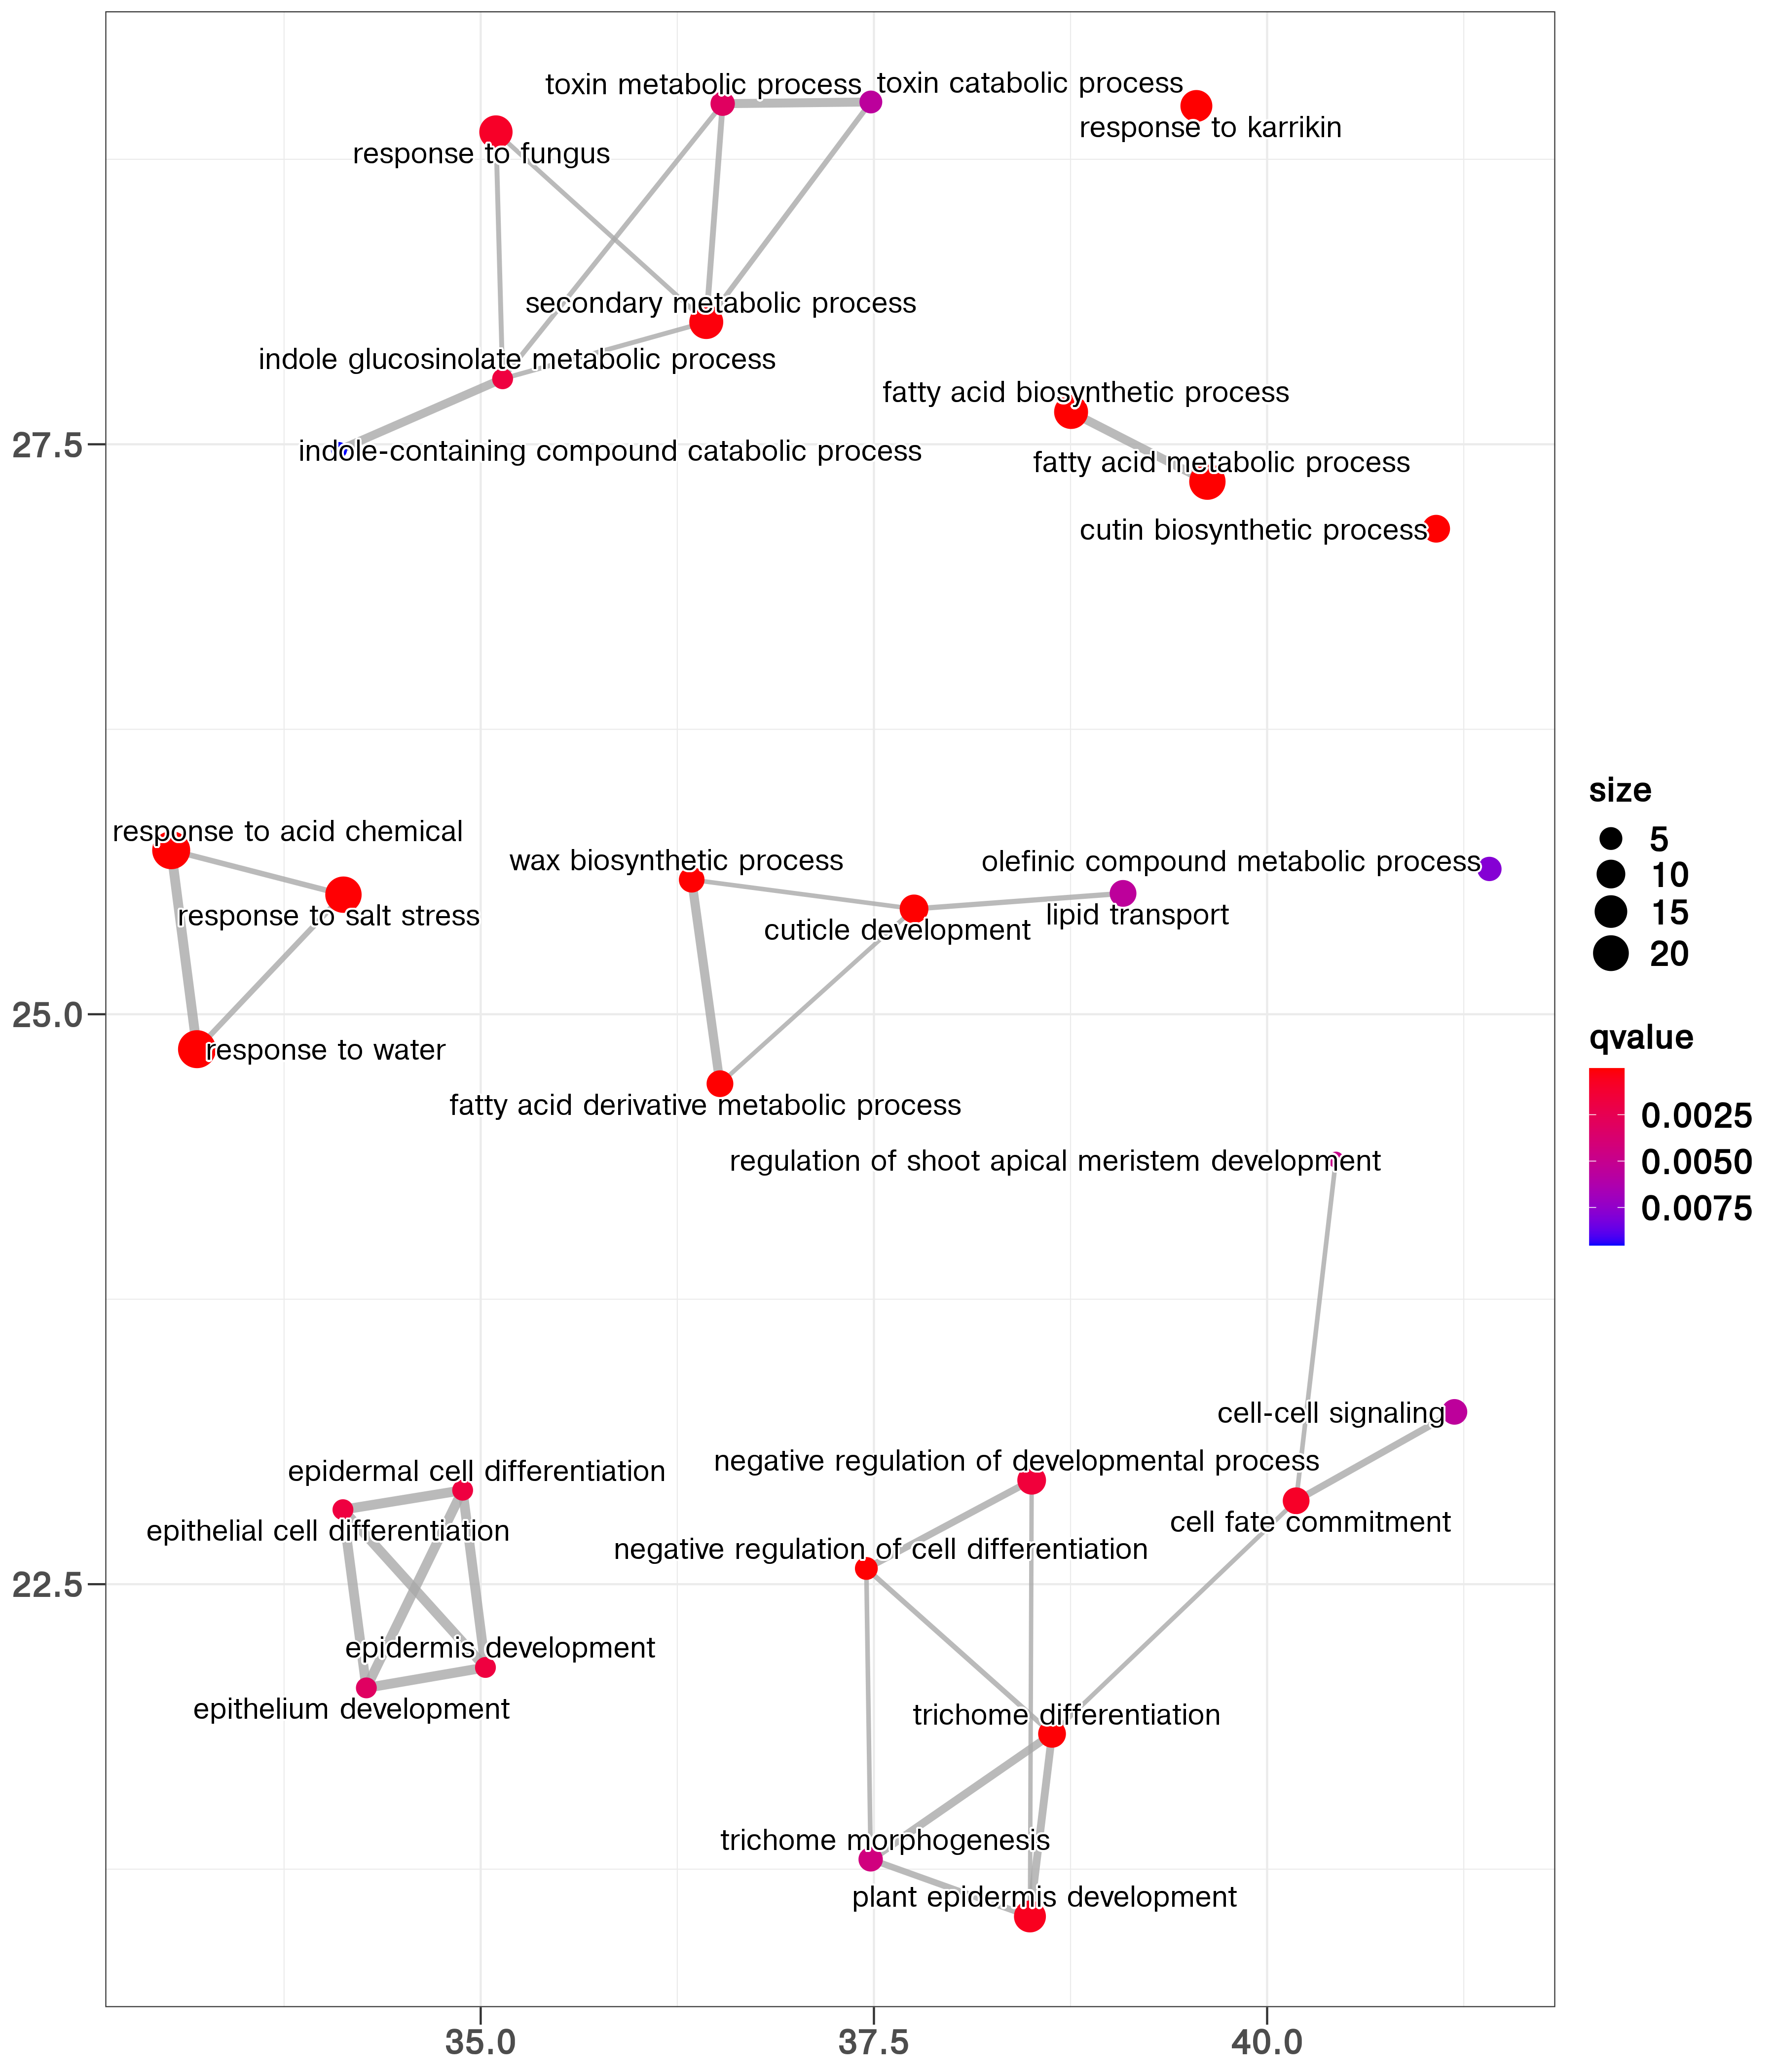 toxin metabolic process
toxin catabolic process
response to karrikin
response to fungus
secondary metabolic process
indole glucosinolate metabolic process
fatty acid biosynthetic process
27.5
indole-containing compound catabolic process
fatty acid metabolic process
cutin biosynthetic process
response to acid chemical
wax biosynthetic process
olefinic compound metabolic process
response to salt stress
cuticle development
lipid transport
25.0
response to water
fatty acid derivative metabolic process
regulation of shoot apical meristem development
cell-cell signaling
epidermal cell differentiation
negative regulation of developmental process
epithelial cell differentiation
cell fate commitment
negative regulation of cell differentiation
22.5
epidermis development
epithelium development
trichome differentiation
trichome morphogenesis
plant epidermis development
35.0
37.5
40.0
size
5
10
15
20
qvalue
0.0025
0.0050
0.0075